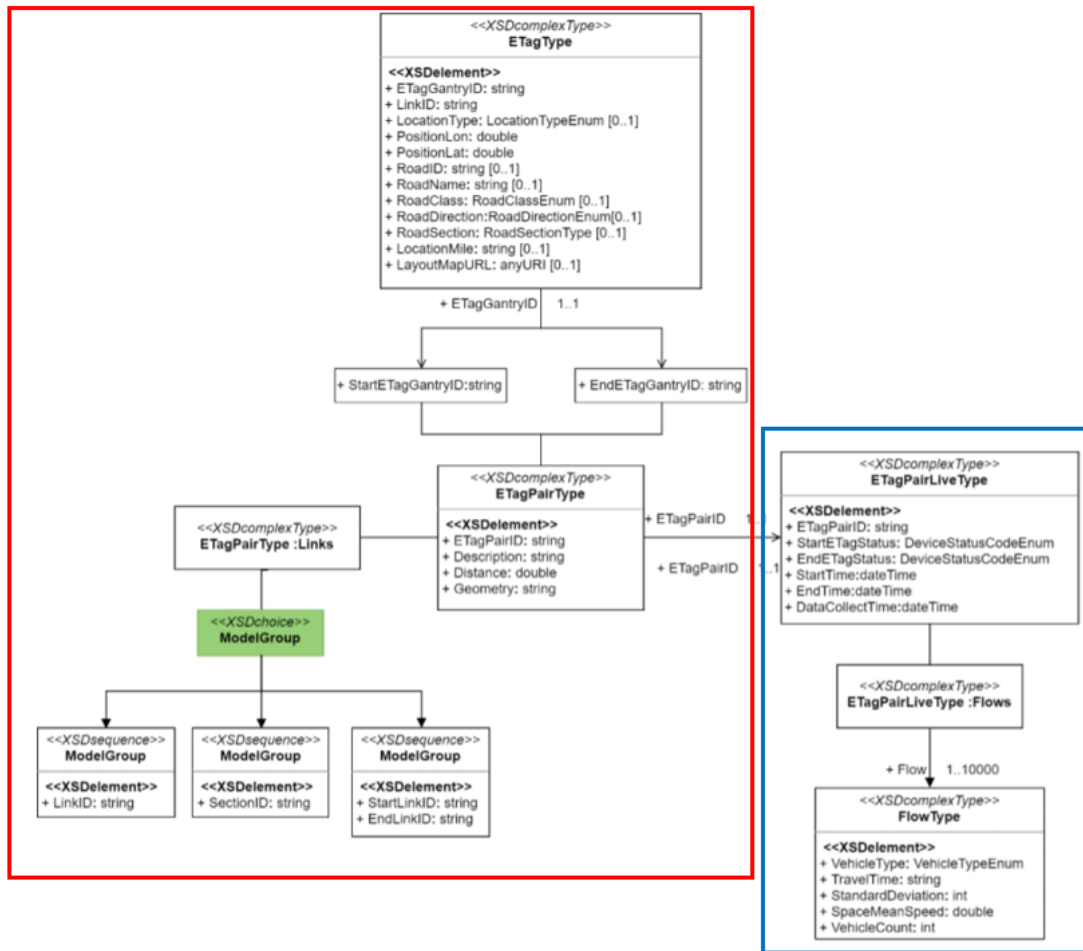 <<XSDcomplexType>>
ETagType
<<XSDelement>>
+ ETagGantryID: string
+ LinkID: string
+ LocationType: LocationTypeEnum [0..1]
+ PositionLon: double
+ PositionLat: double
+ RoadID: string [0..1]
+ RoadName: string [0..1]
+ RoadClass: RoadClassEnum [0..1]
+ RoadDirection:RoadDirectionEnum[0..1]
+ RoadSection: RoadSectionType [0..1]
+ LocationMile: string [0..1]
+ LayoutMapURL: anyURI [0..1]
+ ETagGantryID 1..1
+ StartETagGantryID:string
+ EndETagGantryID: string
<<XSDcomplexType>>
ETagPairType
<<XSDelement>>
+ ETagPairID: string
+ Description: string
+ Distance: double
+ Geometry: string
<<XSDcomplexType>>
ETagPairType :Links
<<XSDchoice>>
ModelGroup
<<XSDsequence>>
ModelGroup
<<XSDelement>>
+ LinkID: string
<<XSDsequence>>
ModelGroup
<<XSDelement>>
+ SectionID: string
<<XSDsequence>>
ModelGroup
<<XSDelement>>
+ StartLinkID: string
+ EndLinkID: string
+ ETagPairID 1..1
+ ETagPairID 1..1
<<XSDcomplexType>>
ETagPairLiveType
<<XSDelement>>
+ ETagPairID: string
+ StartETagStatus: DeviceStatusCodeEnum
+ EndETagStatus: DeviceStatusCodeEnum
+ StartTime:dateTime
+ EndTime:dateTime
+ DataCollectTime:dateTime
<<XSDcomplexType>>
ETagPairLiveType :Flows
+ Flow 1..10000
<<XSDcomplexType>>
FlowType
<<XSDelement>>
+ VehicleType: VehicleTypeEnum
+ TravelTime: string
+ StandardDeviation: int
+ SpaceMeanSpeed: double
+ VehicleCount: int